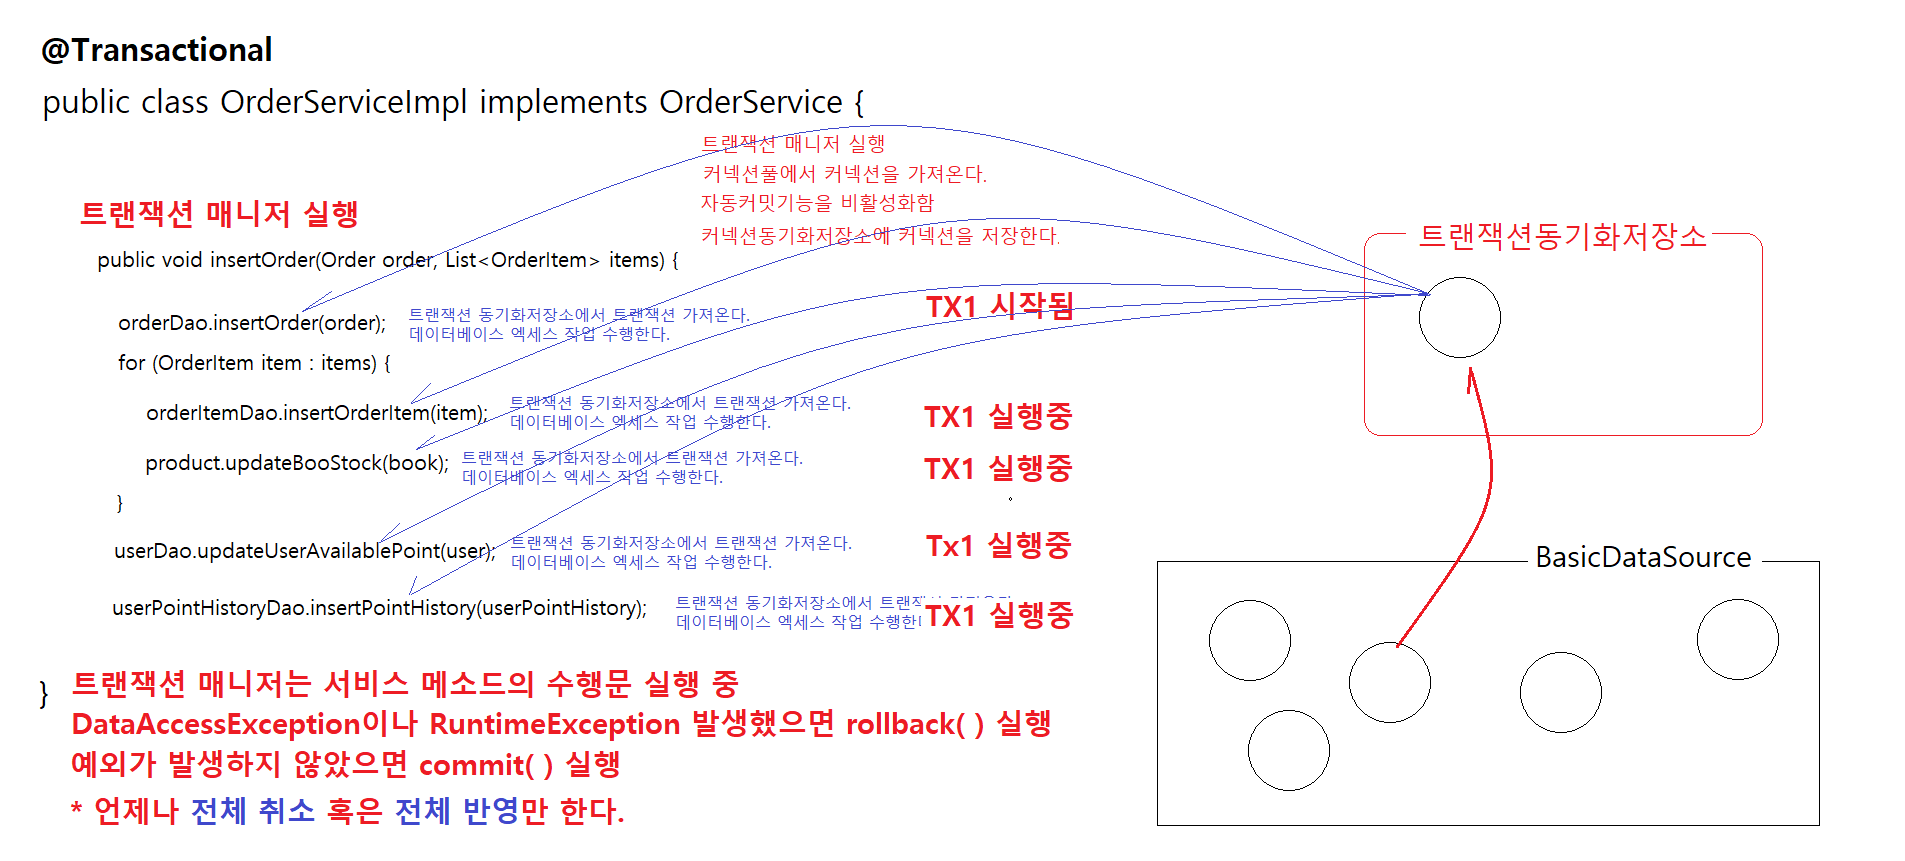 @Transactional
public class OrderServiceImpl implements OrderService {
트랜잭션 매니저 실행
커넥션풀에서 커넥션을 가져온다.
자동커밋기능을 비활성화함
커넥션동기화저장소에 커넥션을 저장한다.
트랜잭션 매니저 실행
public void insertOrder(Order order, List<OrderItem> items) {
트랜잭션동기화저장소
TX1 시작됨
orderDao.insertOrder(order);
트랜잭션 동기화저장소에서 트랜잭션 가져온다.
데이터베이스 엑세스 작업 수행한다.
for (OrderItem item : items) {
orderItemDao.insertOrderItem(item);
트랜잭션 동기화저장소에서 트랜잭션 가져온다.
데이터베이스 엑세스 작업 수행한다.
TX1 실행중
product.updateBooStock(book);
트랜잭션 동기화저장소에서 트랜잭션 가져온다.
데이터베이스 엑세스 작업 수행한다.
TX1 실행중
}
userDao.updateUserAvailablePoint(user);
트랜잭션 동기화저장소에서 트랜잭션 가져온다.
데이터베이스 엑세스 작업 수행한다.
Tx1 실행중
BasicDataSource
userPointHistoryDao.insertPointHistory(userPointHistory);
트랜잭션 동기화저장소에서
데이터베이스 엑세스 작업
TX1 실행중
}
트랜잭션 매니저는 서비스 메소드의 수행문 실행 중
DataAccessException이나 RuntimeException 발생했으면 rollback( ) 실행
예외가 발생하지 않았으면 commit( ) 실행
* 언제나 전체 취소 혹은 전체 반영만 한다.